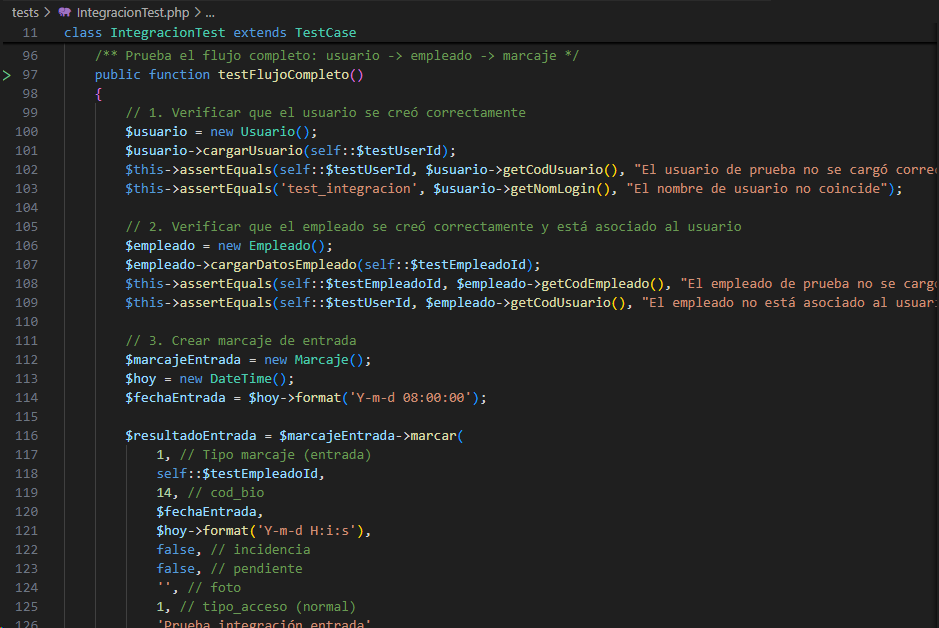 tests > IntegracionTest.php > ...
11 class IntegracionTest extends TestCase
96 /** Prueba el flujo completo: usuario -> empleado -> marcaje */
97 public function testFlujoCompleto()
98 {
99 // 1. Verificar que el usuario se creó correctamente
100 $usuario = new Usuario();
101 $usuario->cargarUsuario(self::$testUserId);
102 $this->assertEquals(self::$testUserId, $usuario->getCodUsuario(), "El usuario de prueba no se cargó correc
103 $this->assertEquals('test_integracion', $usuario->getNomLogin(), "El nombre de usuario no coincide");
104
105 // 2. Verificar que el empleado se creó correctamente y está asociado al usuario
106 $empleado = new Empleado();
107 $empleado->cargarDatosEmpleado(self::$testEmpleadoId);
108 $this->assertEquals(self::$testEmpleadoId, $empleado->getCodEmpleado(), "El empleado de prueba no se cargó
109 $this->assertEquals(self::$testUserId, $empleado->getCodUsuario(), "El empleado no está asociado al usuari
110
111 // 3. Crear marcaje de entrada
112 $marcajeEntrada = new Marcaje();
113 $hoy = new DateTime();
114 $fechaEntrada = $hoy->format('Y-m-d 08:00:00');
115
116 $resultadoEntrada = $marcajeEntrada->marcar(
117 1, // Tipo marcaje (entrada)
118 self::$testEmpleadoId,
119 14, // cod_bio
120 $fechaEntrada,
121 $hoy->format('Y-m-d H:i:s'),
122 false, // incidencia
123 false, // pendiente
124 '', // foto
125 1, // tipo_acceso (normal)
126 'Prueba integración entrada'